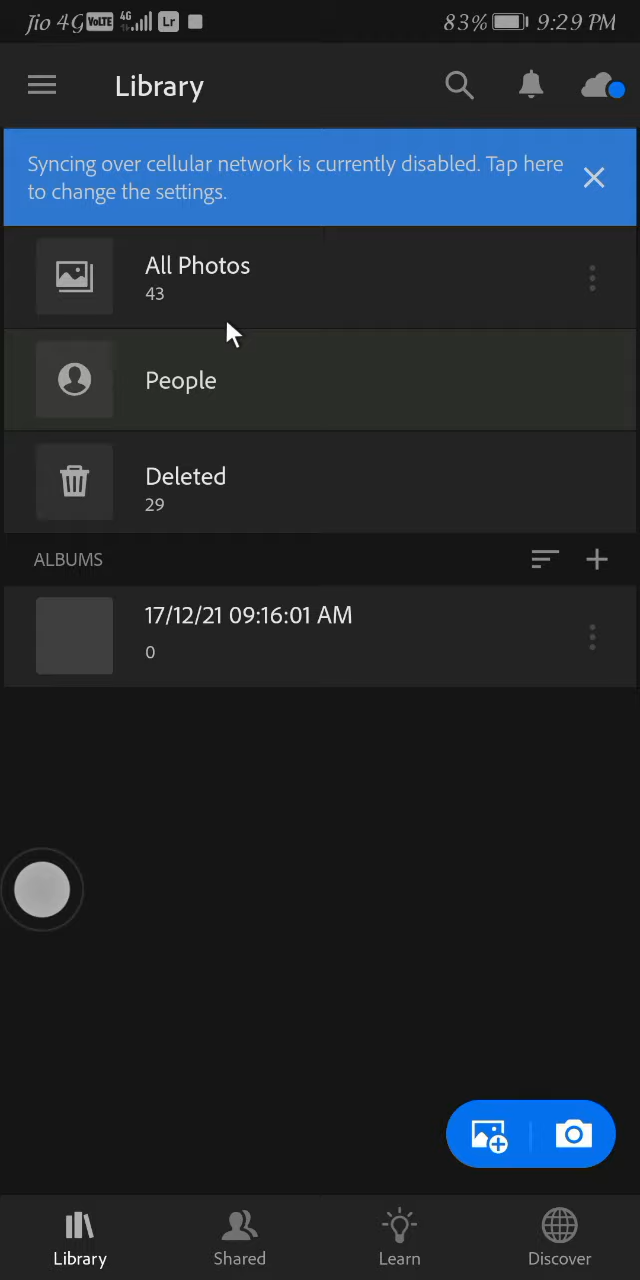 Jio 4G VoLTE 4G Lr 83% 9:29 PM
Library
Syncing over cellular network is currently disabled. Tap here
to change the settings.
All Photos
43
People
Deleted
29
ALBUMS
17/12/21 09:16:01 AM
0
Library Shared Learn Discover